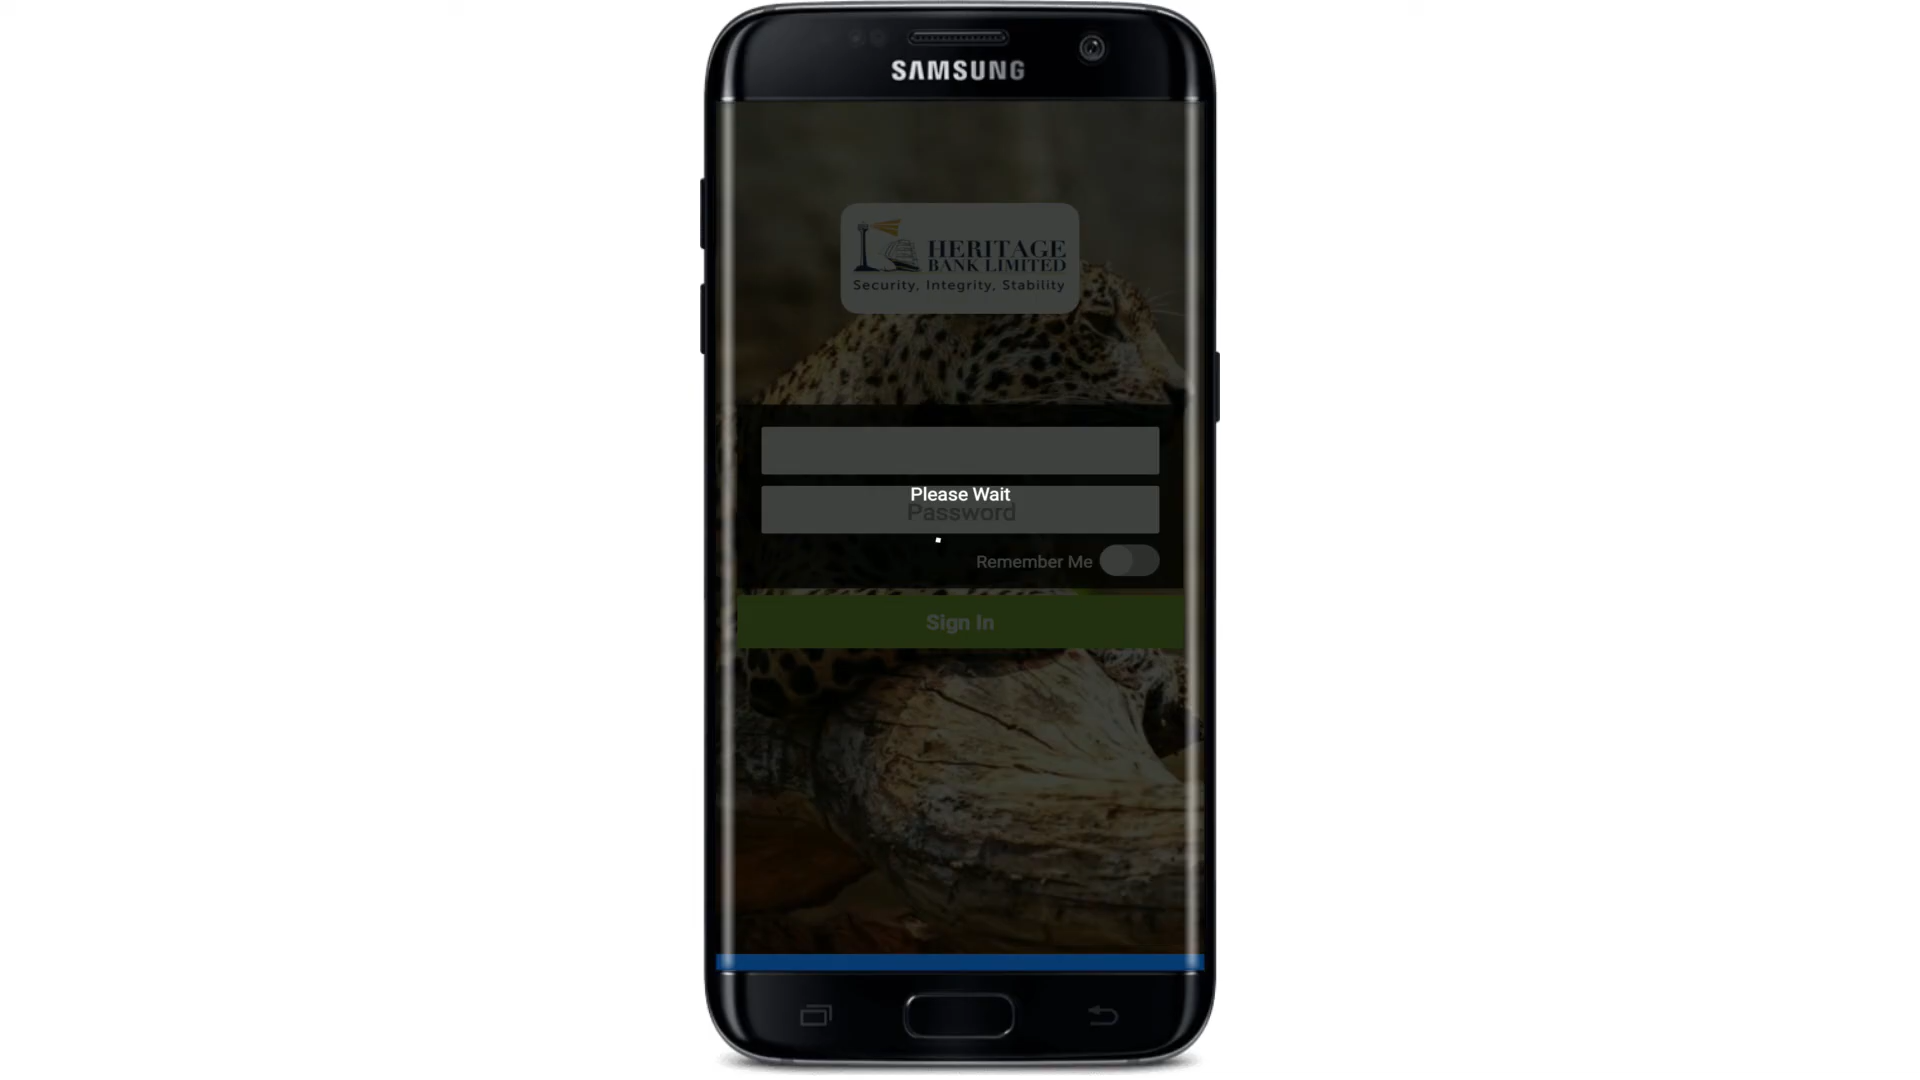 SAMSUNG
HERITAGE
BANK LIMITED
Security, Integrity, Stability
Please Wait
Password
Remember Me
Sign In